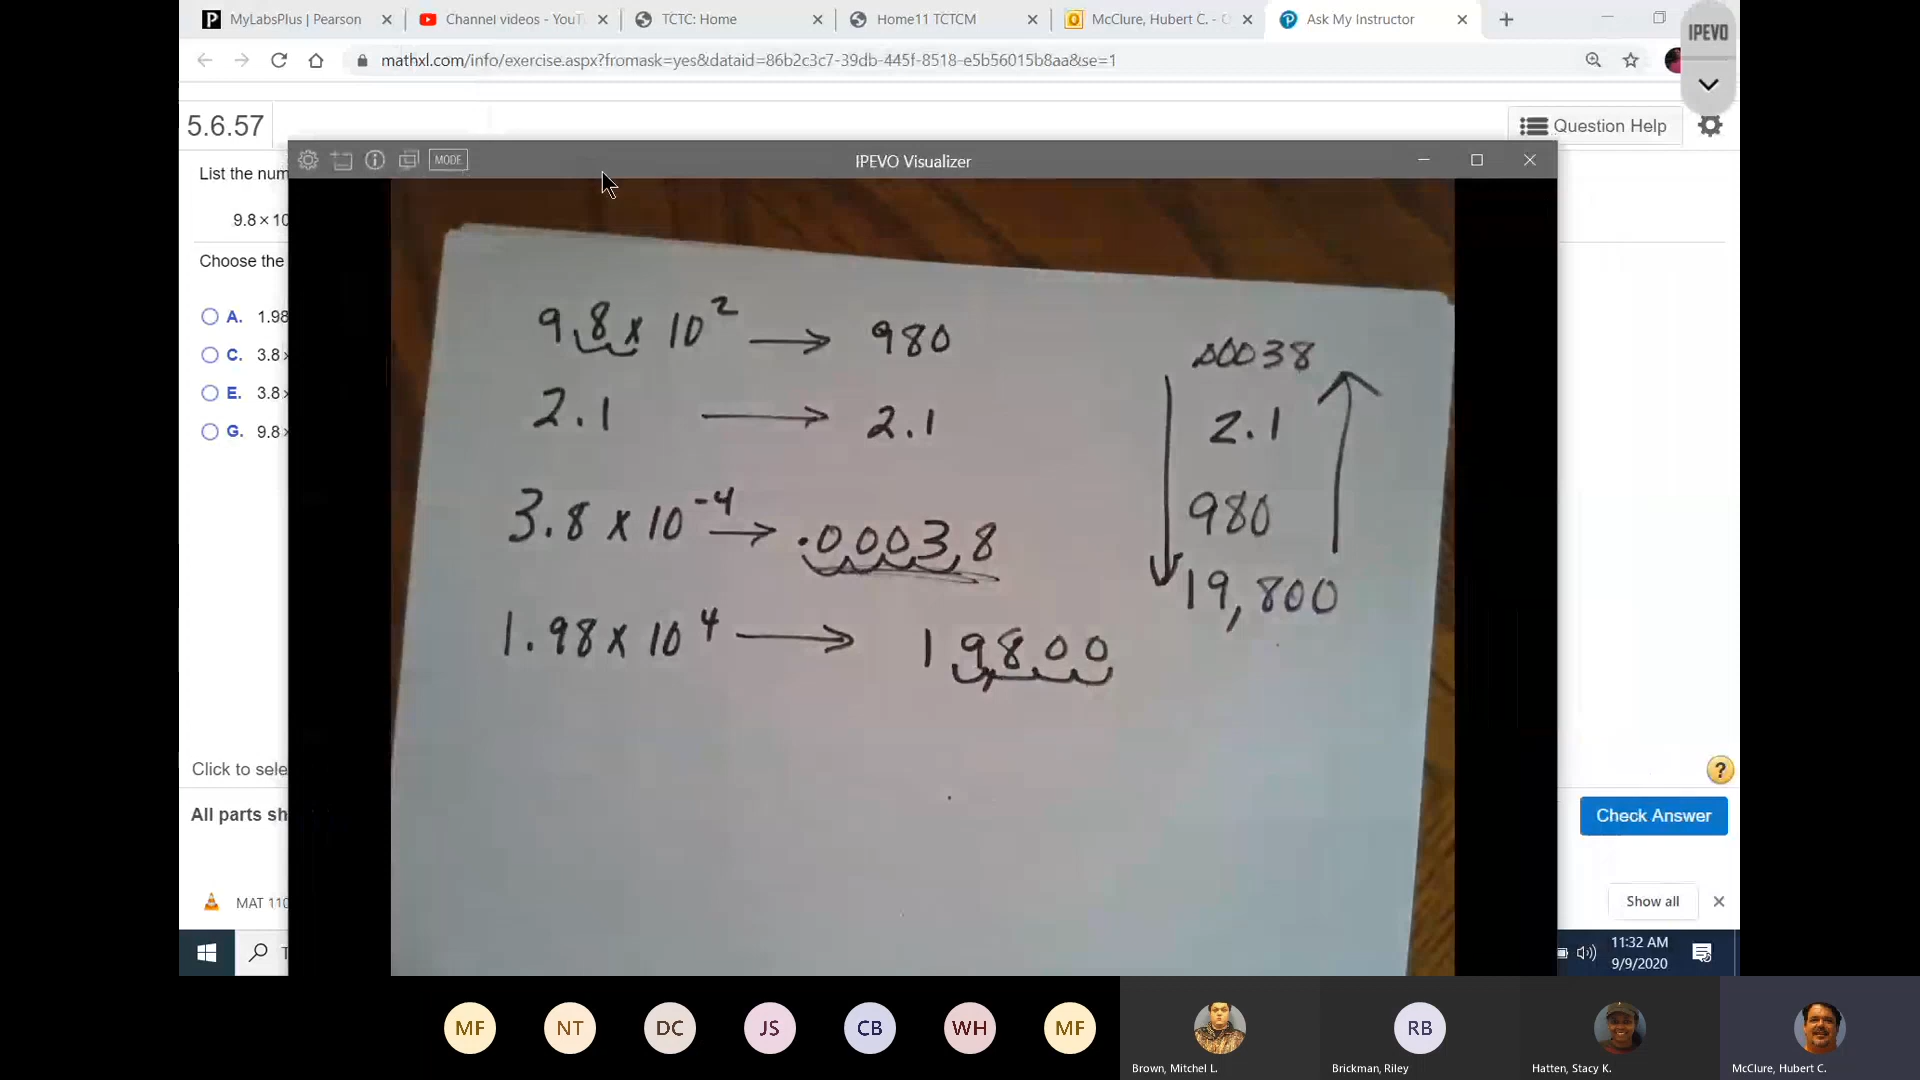 MyLabsPlus | Pearson
Channel videos - YouT
TCTC: Home
Home11 TCTCM
McClure, Hubert C. -
Ask My Instructor
IPEVO
mathxl.com/info/exercise.aspx?fromask=yes&dataid=86b2c3c7-39db-445f-8518-e5b56015b8aa&se=1
5.6.57
Question Help
MODE
IPEVO Visualizer
List the num
9.8 × 10
Choose the
A. 1.98
C. 3.8 ×
E. 3.8 ×
G. 9.8 ×
9.8 x 10² → 980
2.1 → 2.1
3.8 x 10⁻⁴ → .0003,8
1.98 x 10⁴ → 19,800
.00038
2.1
980
19,800
Click to sele
?
All parts sh
Check Answer
MAT 110
Show all
T
11:32 AM
9/9/2020
MF
NT
DC
JS
CB
WH
MF
RB
Brown, Mitchel L.
Brickman, Riley
Hatten, Stacy K.
McClure, Hubert C.